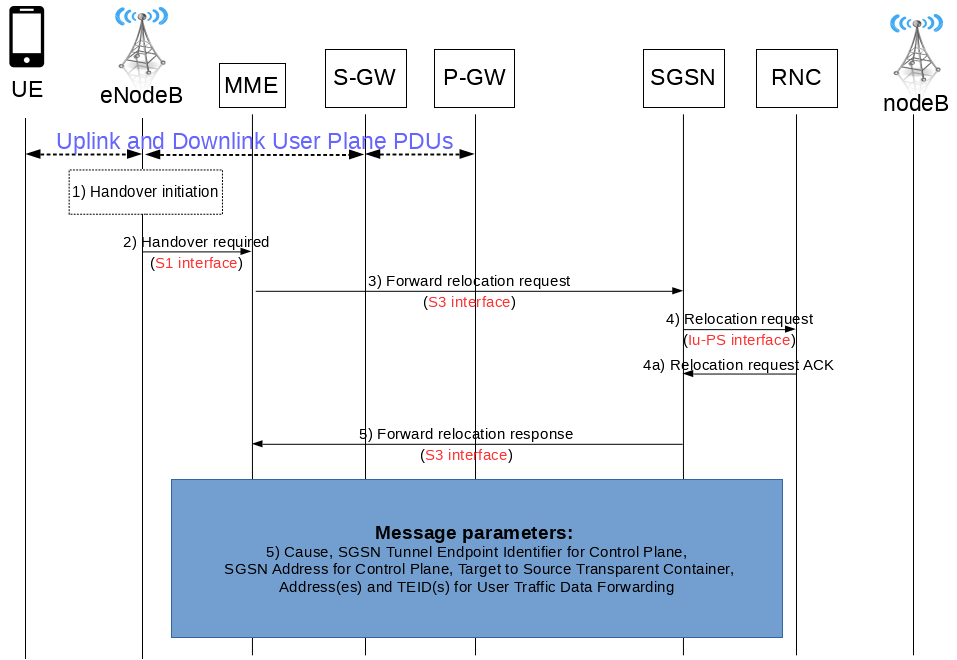 UE
eNodeB
MME
S-GW
P-GW
SGSN
RNC
nodeB
Uplink and Downlink User Plane PDUs
1) Handover initiation
2) Handover required
(S1 interface)
3) Forward relocation request
(S3 interface)
4) Relocation request
(Iu-PS interface)
4a) Relocation request ACK
5) Forward relocation response
(S3 interface)
Message parameters:
5) Cause, SGSN Tunnel Endpoint Identifier for Control Plane,
SGSN Address for Control Plane, Target to Source Transparent Container,
Address(es) and TEID(s) for User Traffic Data Forwarding